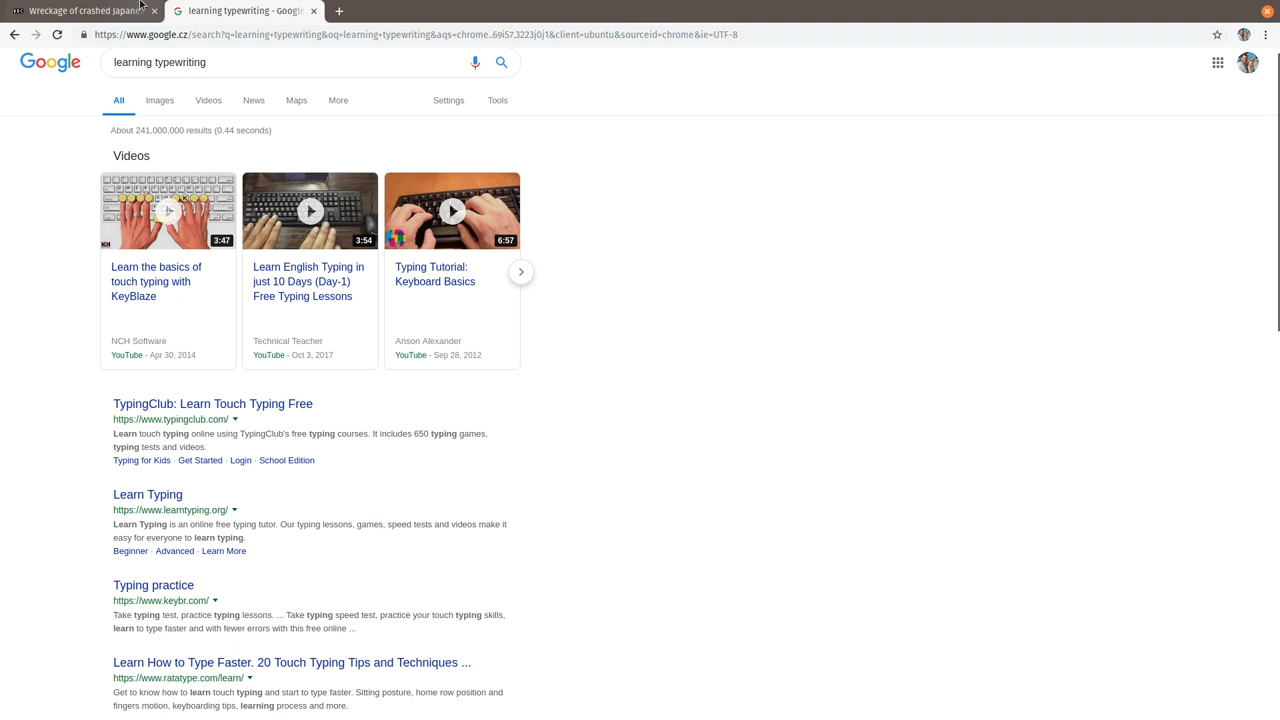 BBC Wreckage of crashed Japane
learning typewriting - Google
https://www.google.cz/search?q=learning+typewriting&oq=learning+typewriting&aqs=chrome..69i57.3223j0j1&client=ubuntu&sourceid=chrome&ie=UTF-8
Google
learning typewriting
All Images Videos News Maps More Settings Tools
About 241,000,000 results (0.44 seconds)
Videos
3:47 3:54 6:57
Learn the basics of
touch typing with
KeyBlaze
NCH Software
YouTube - Apr 30, 2014
Learn English Typing in
just 10 Days (Day-1)
Free Typing Lessons
Technical Teacher
YouTube - Oct 3, 2017
Typing Tutorial:
Keyboard Basics
Anson Alexander
YouTube - Sep 28, 2012
TypingClub: Learn Touch Typing Free
https://www.typingclub.com/
Learn touch typing online using TypingClub's free typing courses. It includes 650 typing games,
typing tests and videos.
Typing for Kids · Get Started · Login · School Edition
Learn Typing
https://www.learntyping.org/
Learn Typing is an online free typing tutor. Our typing lessons, games, speed tests and videos make it
easy for everyone to learn typing.
Beginner · Advanced · Learn More
Typing practice
https://www.keybr.com/
Take typing test, practice typing lessons. ... Take typing speed test, practice your touch typing skills,
learn to type faster and with fewer errors with this free online ...
Learn How to Type Faster. 20 Touch Typing Tips and Techniques ...
https://www.ratatype.com/learn/
Get to know how to learn touch typing and start to type faster. Sitting posture, home row position and
fingers motion, keyboarding tips, learning process and more.